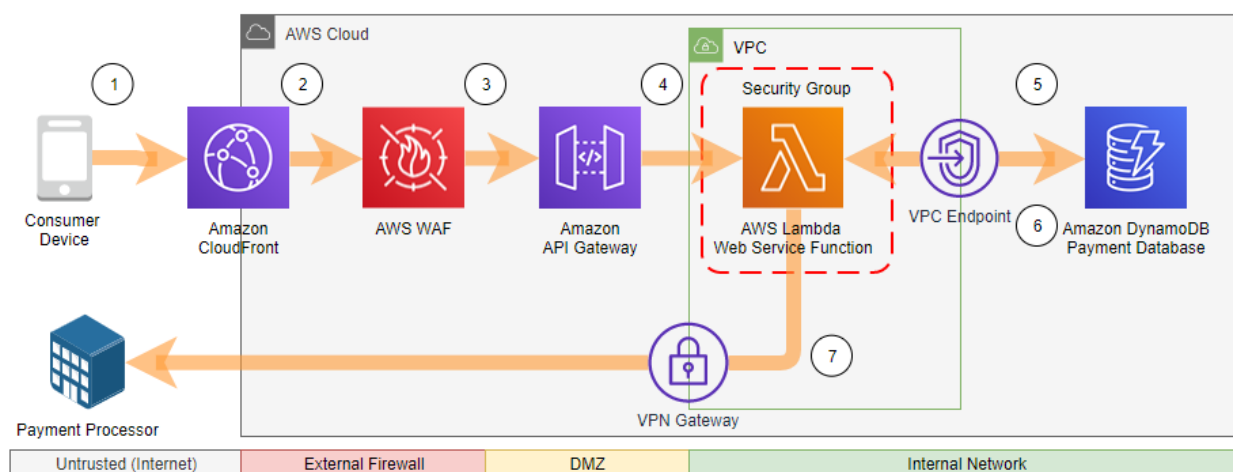 AWS Cloud
VPC
1
2
3
4
5
Security Group
Consumer
Device
Amazon
CloudFront
AWS WAF
Amazon
API Gateway
AWS Lambda
Web Service Function
VPC Endpoint
6
Amazon DynamoDB
Payment Database
7
Payment Processor
VPN Gateway
Untrusted (Internet)
External Firewall
DMZ
Internal Network